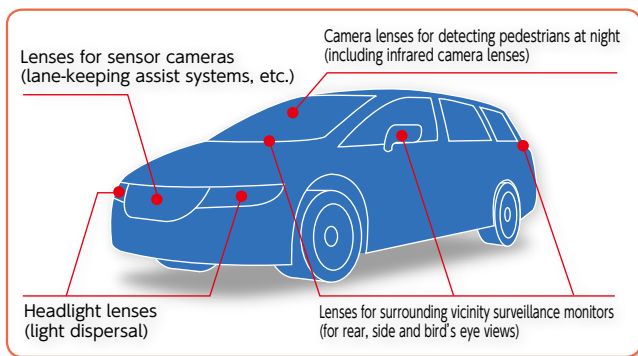 Camera lenses for detecting pedestrians at night
(including infrared camera lenses)
Lenses for sensor cameras
(lane-keeping assist systems, etc.)
Headlight lenses
(light dispersal)
Lenses for surrounding vicinity surveillance monitors
(for rear, side and bird's eye views)